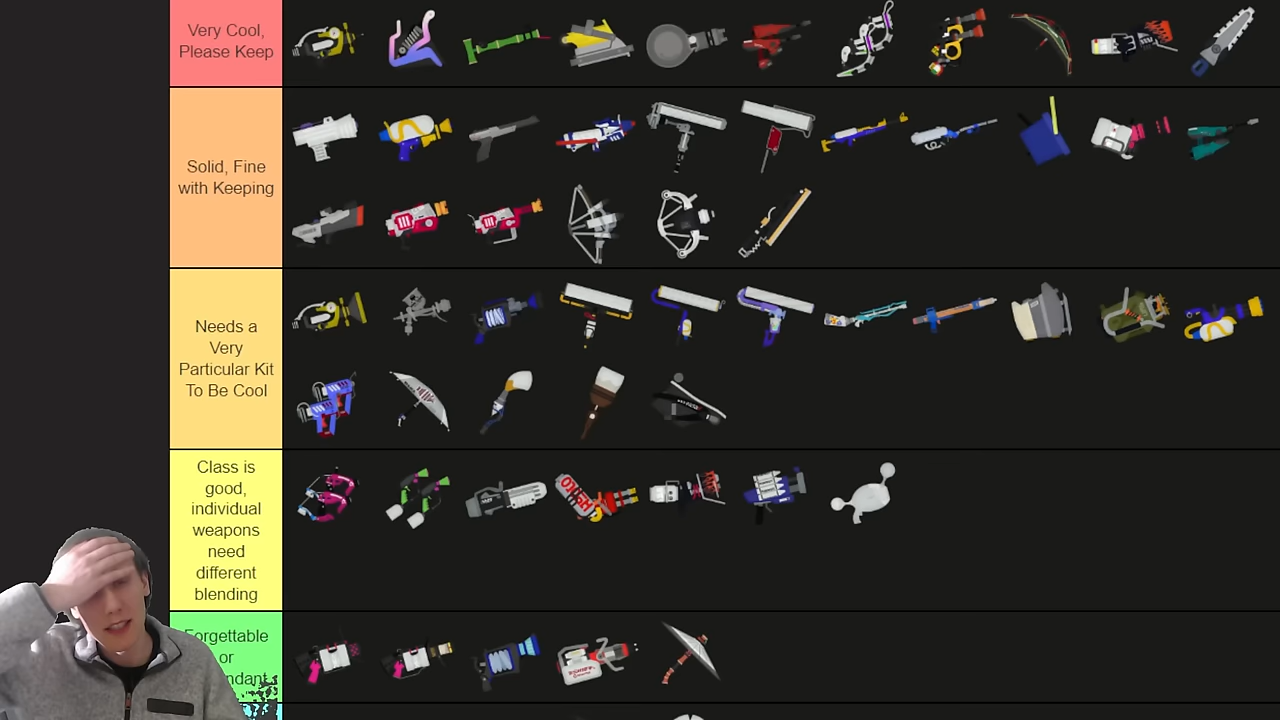 Very Cool,
Please Keep
Solid, Fine
with Keeping
Needs a
Very
Particular Kit
To Be Cool
Class is
good,
individual
weapons
need
different
blending
Forgettable
or